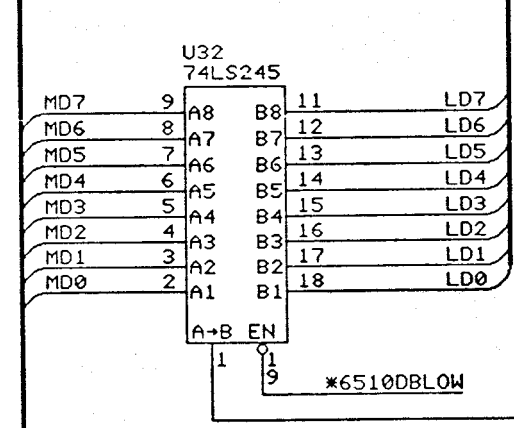 U32
74LS245
MD7 9 A8 B8 11 LD7
MD6 8 A7 B7 12 LD6
MD5 7 A6 B6 13 LD5
MD4 6 A5 B5 14 LD4
MD3 5 A4 B4 15 LD3
MD2 4 A3 B3 16 LD2
MD1 3 A2 B2 17 LD1
MD0 2 A1 B1 18 LD0
A→B EN
1 1
9
*6510DBLOW